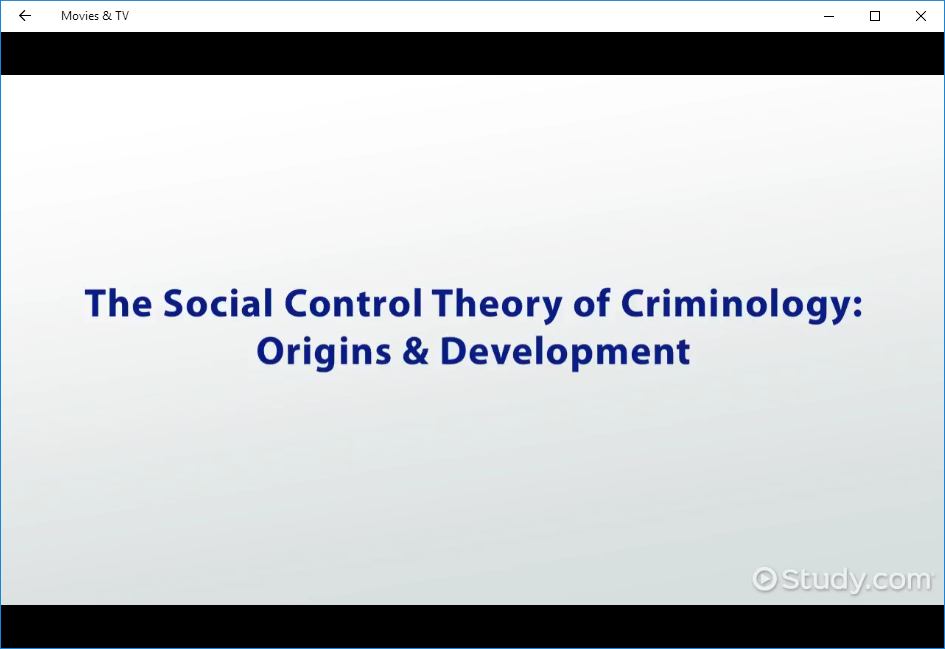 Movies & TV
The Social Control Theory of Criminology:
Origins & Development
Study.com